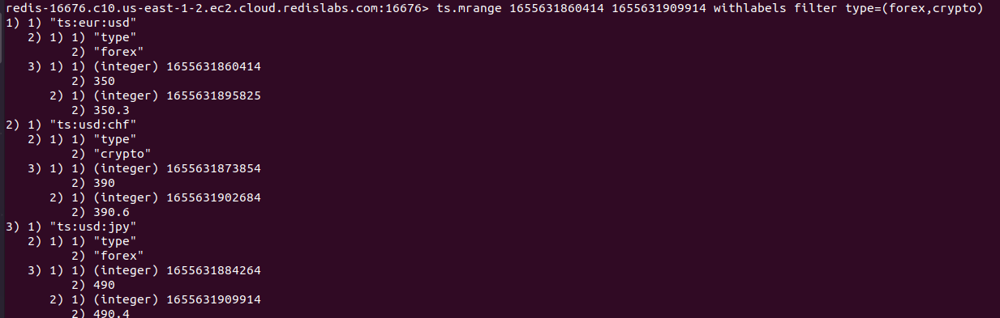 redis-16676.c10.us-east-1-2.ec2.cloud.redislabs.com:16676> ts.mrange 1655631860414 1655631909914 withlabels filter type=(forex,crypto)
1) 1) "ts:eur:usd"
   2) 1) 1) "type"
         2) "forex"
   3) 1) 1) (integer) 1655631860414
         2) 350
      2) 1) (integer) 1655631895825
         2) 350.3
2) 1) "ts:usd:chf"
   2) 1) 1) "type"
         2) "crypto"
   3) 1) 1) (integer) 1655631873854
         2) 390
      2) 1) (integer) 1655631902684
         2) 390.6
3) 1) "ts:usd:jpy"
   2) 1) 1) "type"
         2) "forex"
   3) 1) 1) (integer) 1655631884264
         2) 490
      2) 1) (integer) 1655631909914
         2) 490.4